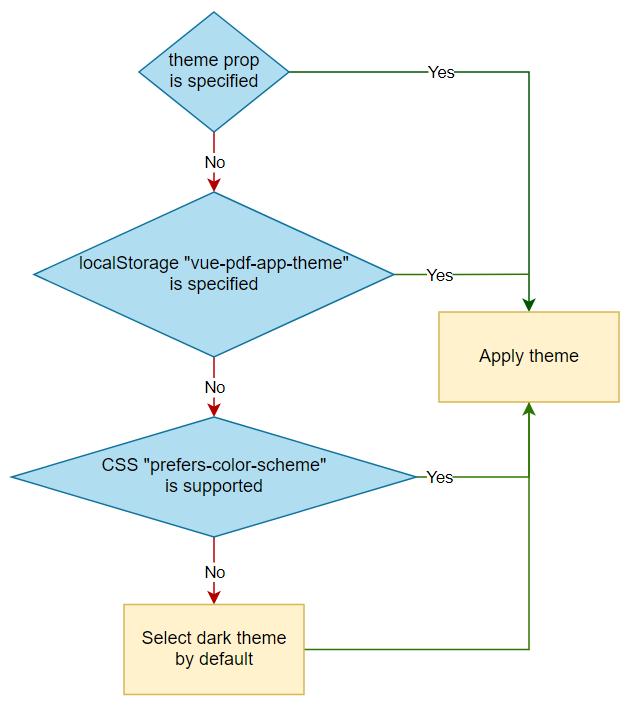 theme prop
is specified
Yes
No
localStorage "vue-pdf-app-theme"
is specified
Yes
Apply theme
No
CSS "prefers-color-scheme"
is supported
Yes
No
Select dark theme
by default